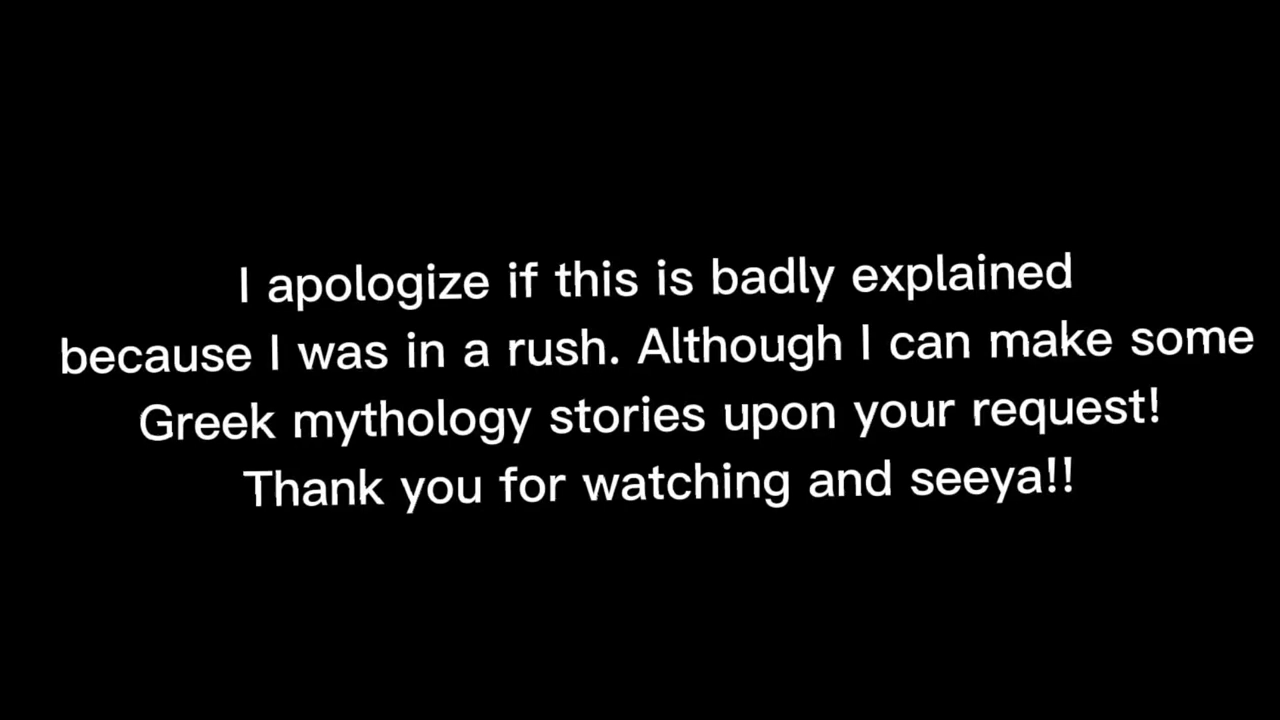 I apologize if this is badly explained
because I was in a rush. Although I can make some
Greek mythology stories upon your request!
Thank you for watching and seeya!!